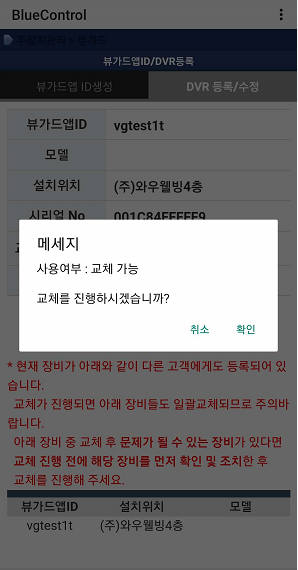 BlueControl
뷰가드앱ID/DVR등록
뷰가드앱 ID생성
DVR 등록/수정
뷰가드앱ID vgtest1t
모델
설치위치 (주)와우웰빙4층
시리얼 No 001C84FFFFF9
메세지
사용여부 : 교체 가능
교체를 진행하시겠습니까?
취소 확인
* 현재 장비가 아래와 같이 다른 고객에게도 등록되어 있
습니다.
교체가 진행되면 아래 장비들도 일괄교체되므로 주의바
랍니다.
아래 장비 중 교체 후 문제가 될 수 있는 장비가 있다면
교체 진행 전에 해당 장비를 먼저 확인 및 조치한 후
교체를 진행해 주세요.
뷰가드앱ID 설치위치 모델
vgtest1t (주)와우웰빙4층